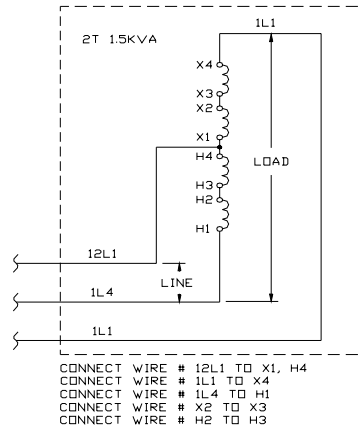 1L1
2T 1.5KVA
X4
X3
X2
X1
H4
LOAD
H3
H2
H1
12L1
LINE
1L4
1L1
CONNECT WIRE # 12L1 TO X1, H4
CONNECT WIRE # 1L1 TO X4
CONNECT WIRE # 1L4 TO H1
CONNECT WIRE # X2 TO X3
CONNECT WIRE # H2 TO H3